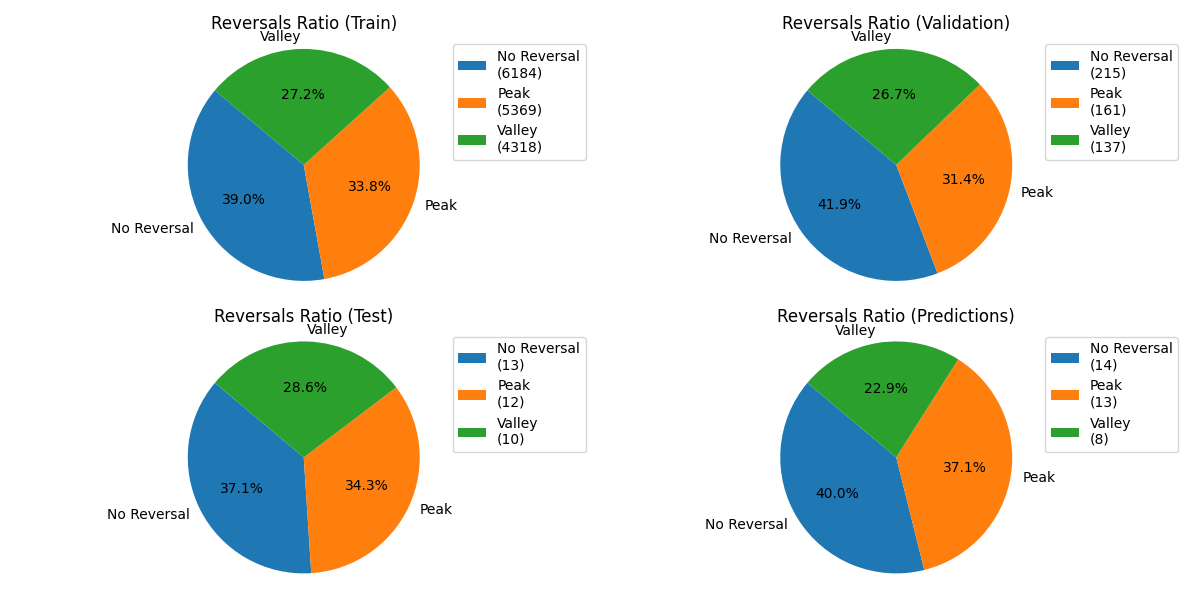 Reversals Ratio (Train)
Valley
27.2%
39.0%
33.8%
No Reversal
Peak
No Reversal
(6184)
Peak
(5369)
Valley
(4318)
Reversals Ratio (Validation)
Valley
26.7%
41.9%
31.4%
No Reversal
Peak
No Reversal
(215)
Peak
(161)
Valley
(137)
Reversals Ratio (Test)
Valley
28.6%
37.1%
34.3%
No Reversal
Peak
No Reversal
(13)
Peak
(12)
Valley
(10)
Reversals Ratio (Predictions)
Valley
22.9%
40.0%
37.1%
No Reversal
Peak
No Reversal
(14)
Peak
(13)
Valley
(8)